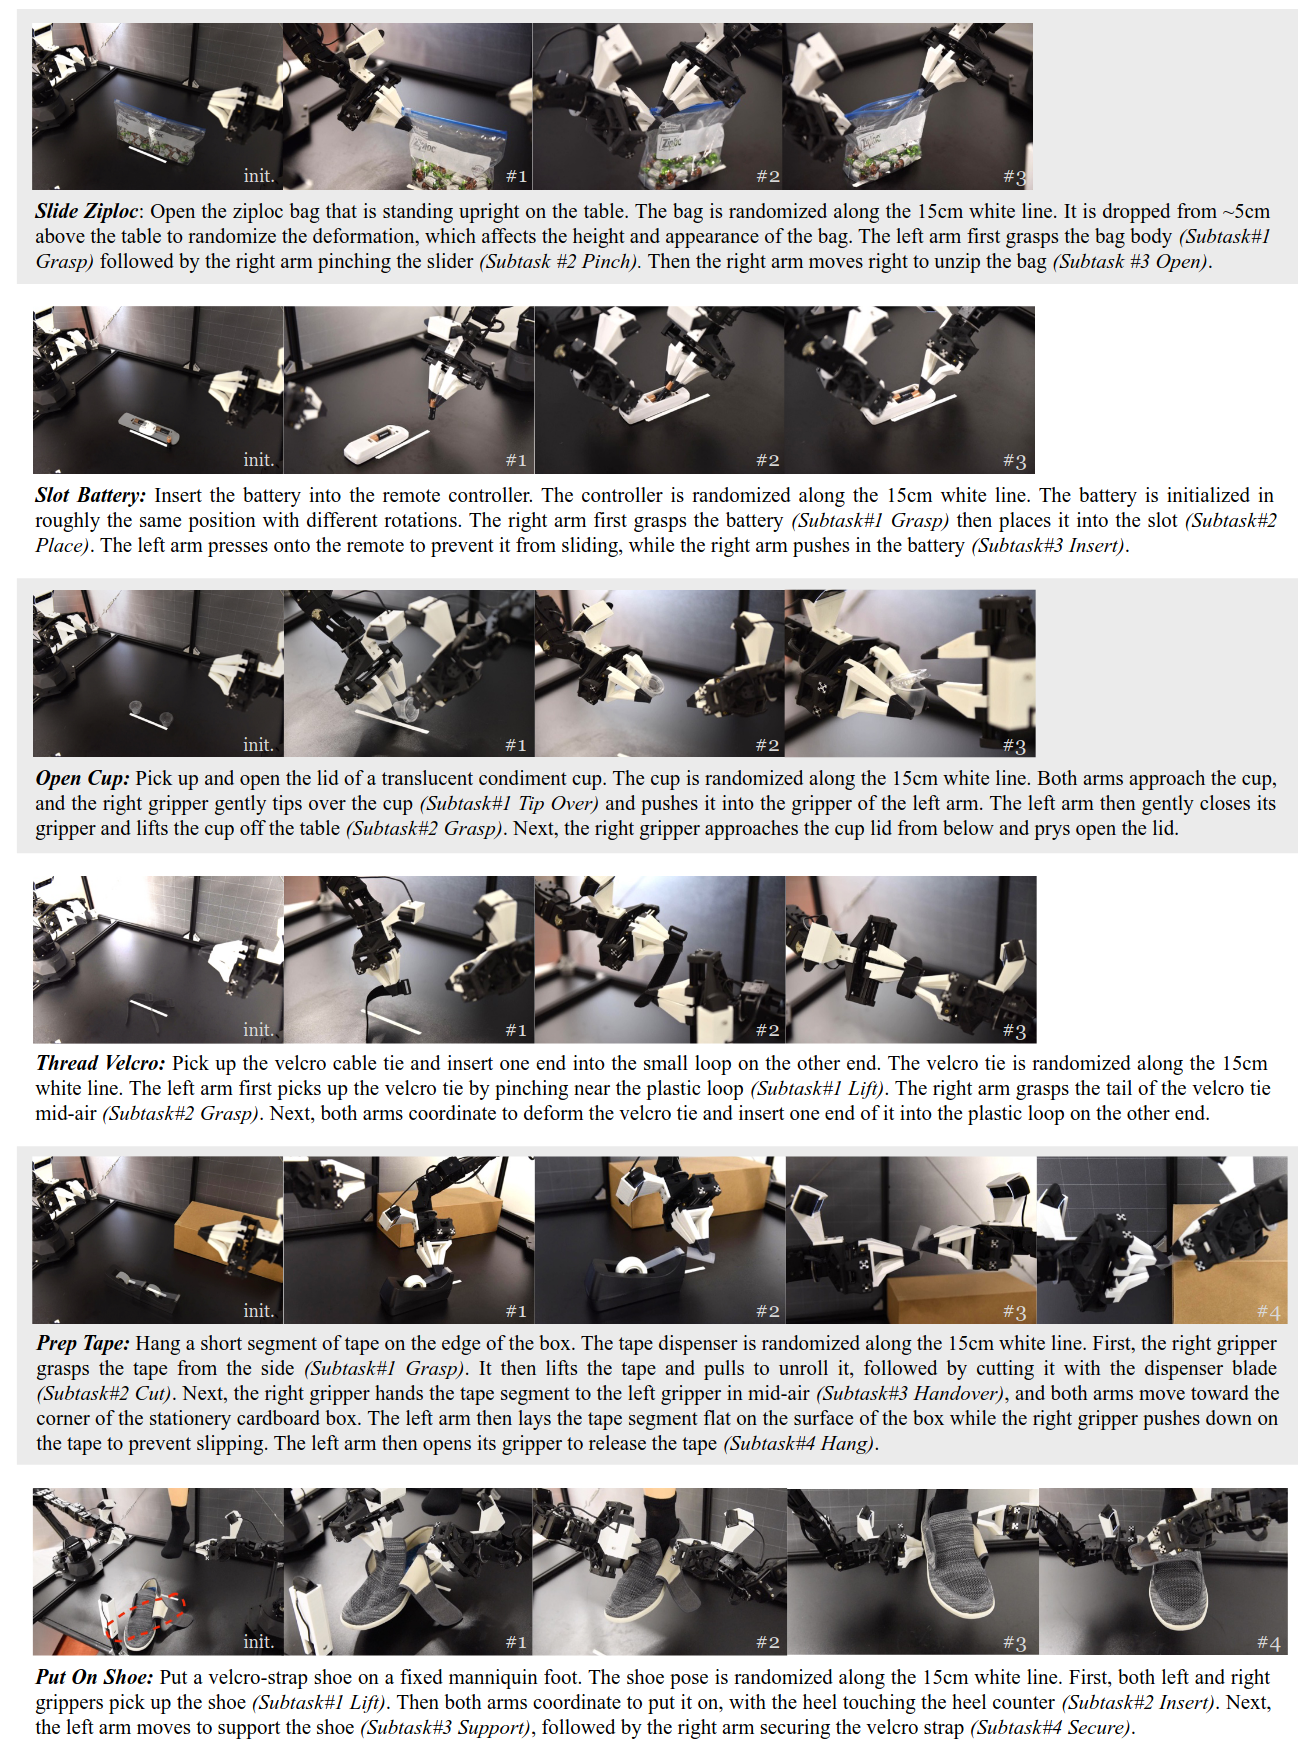 init.
#1
#2
#3
Ziploc
Ziploc
Ziploc
Slide Ziploc: Open the ziploc bag that is standing upright on the table. The bag is randomized along the 15cm white line. It is dropped from ~5cm
above the table to randomize the deformation, which affects the height and appearance of the bag. The left arm first grasps the bag body (Subtask#1
Grasp) followed by the right arm pinching the slider (Subtask #2 Pinch). Then the right arm moves right to unzip the bag (Subtask #3 Open).
init.
#1
#2
#3
Slot Battery: Insert the battery into the remote controller. The controller is randomized along the 15cm white line. The battery is initialized in
roughly the same position with different rotations. The right arm first grasps the battery (Subtask#1 Grasp) then places it into the slot (Subtask#2
Place). The left arm presses onto the remote to prevent it from sliding, while the right arm pushes in the battery (Subtask#3 Insert).
init.
#1
#2
#3
Open Cup: Pick up and open the lid of a translucent condiment cup. The cup is randomized along the 15cm white line. Both arms approach the cup,
and the right gripper gently tips over the cup (Subtask#1 Tip Over) and pushes it into the gripper of the left arm. The left arm then gently closes its
gripper and lifts the cup off the table (Subtask#2 Grasp). Next, the right gripper approaches the cup lid from below and prys open the lid.
init.
#1
#2
#3
Thread Velcro: Pick up the velcro cable tie and insert one end into the small loop on the other end. The velcro tie is randomized along the 15cm
white line. The left arm first picks up the velcro tie by pinching near the plastic loop (Subtask#1 Lift). The right arm grasps the tail of the velcro tie
mid-air (Subtask#2 Grasp). Next, both arms coordinate to deform the velcro tie and insert one end of it into the plastic loop on the other end.
init.
#1
#2
#3
#4
Prep Tape: Hang a short segment of tape on the edge of the box. The tape dispenser is randomized along the 15cm white line. First, the right gripper
grasps the tape from the side (Subtask#1 Grasp). It then lifts the tape and pulls to unroll it, followed by cutting it with the dispenser blade
(Subtask#2 Cut). Next, the right gripper hands the tape segment to the left gripper in mid-air (Subtask#3 Handover), and both arms move toward the
corner of the stationery cardboard box. The left arm then lays the tape segment flat on the surface of the box while the right gripper pushes down on
the tape to prevent slipping. The left arm then opens its gripper to release the tape (Subtask#4 Hang).
init.
#1
#2
#3
#4
Put On Shoe: Put a velcro-strap shoe on a fixed manniquin foot. The shoe pose is randomized along the 15cm white line. First, both left and right
grippers pick up the shoe (Subtask#1 Lift). Then both arms coordinate to put it on, with the heel touching the heel counter (Subtask#2 Insert). Next,
the left arm moves to support the shoe (Subtask#3 Support), followed by the right arm securing the velcro strap (Subtask#4 Secure).